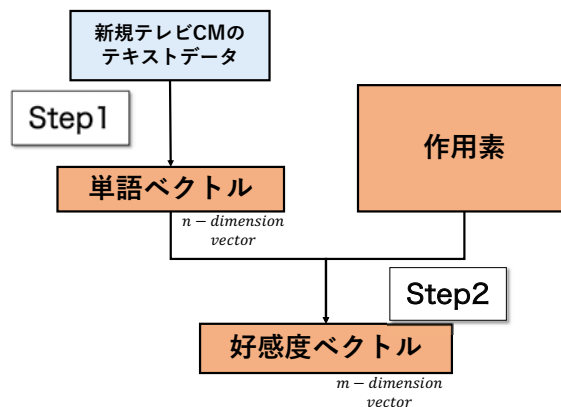 新規テレビCMの
テキストデータ
Step1
作用素
単語ベクトル
n − dimension
vector
Step2
好感度ベクトル
m − dimension
vector